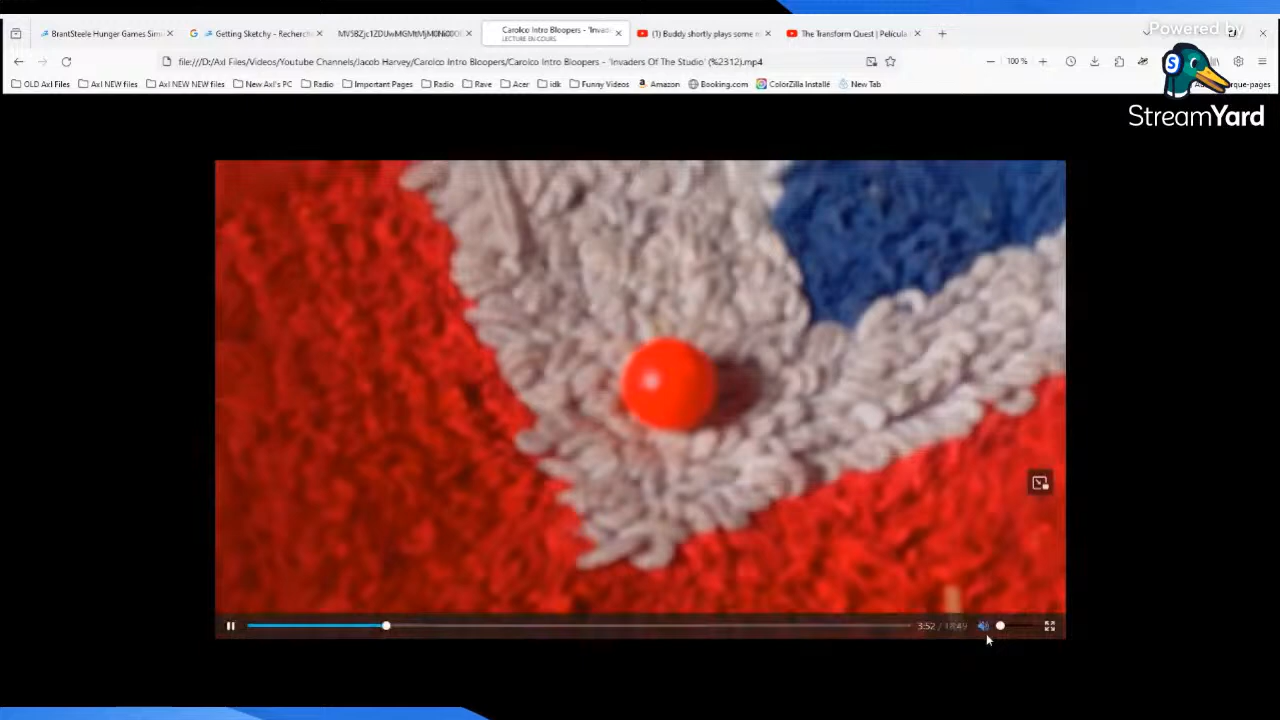 Powered by
StreamYard
BrantSteele Hunger Games Sim
Getting Sketchy - Recherch
Carolco Intro Bloopers - 'Invade
LECTURE EN COURS
(1) Buddy shortly plays some
The Transform Quest | Pelicula
file:///D:/Axl Files/Videos/Youtube Channels/Jacob Harvey/Carolco Intro Bloopers/Carolco Intro Bloopers - 'Invaders Of The Studio' (%2312).mp4
100 %
OLD Axl Files
Axl NEW files
Axl NEW NEW files
New Axl's PC
Radio
Important Pages
Radio
Rave
Acer
idk
Funny Videos
Amazon
Booking.com
ColorZilla Installé
New Tab
3:52 / 18:49